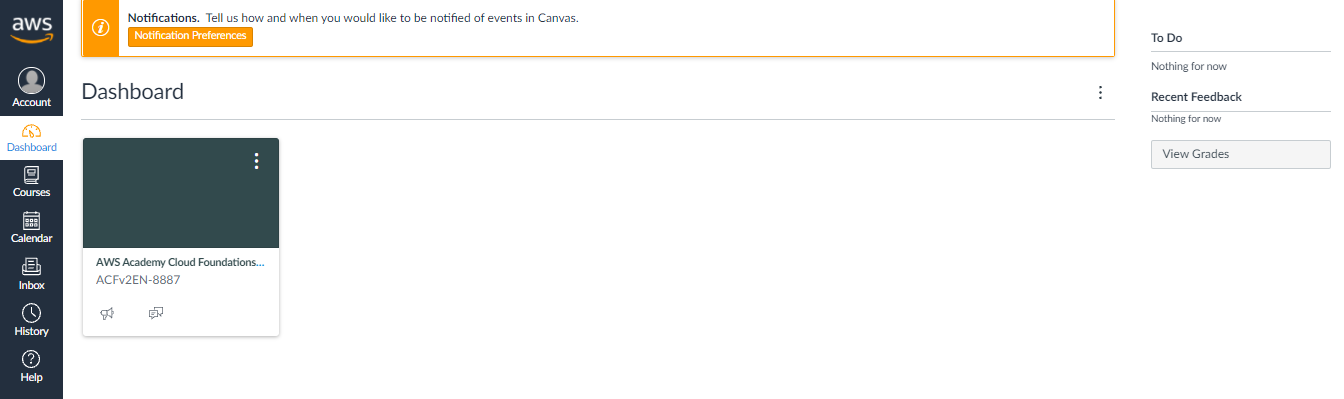 aws
Account
Dashboard
Courses
Calendar
Inbox
History
Help
Notifications. Tell us how and when you would like to be notified of events in Canvas.
Notification Preferences
Dashboard
AWS Academy Cloud Foundations...
ACFv2EN-8887
To Do
Nothing for now
Recent Feedback
Nothing for now
View Grades